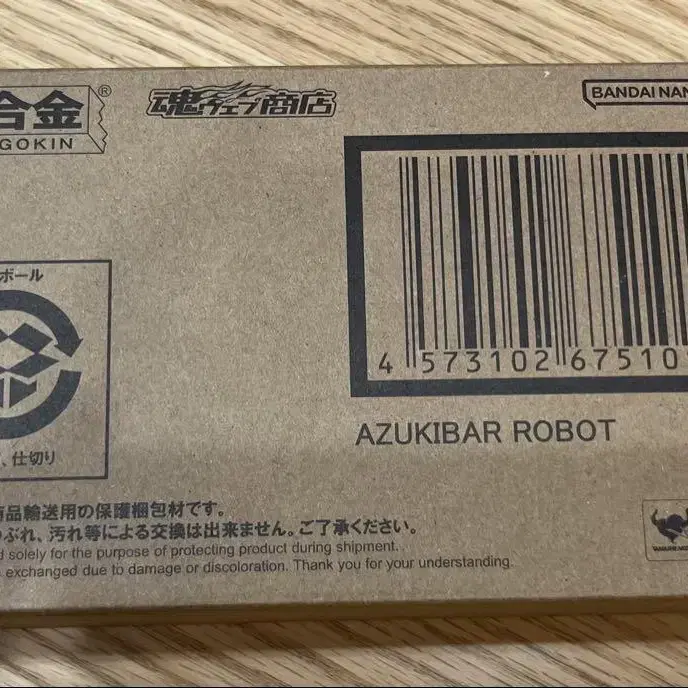 合金®
GOKIN
魂ウェブ商店
BANDAI NAM
4 573102 67510
AZUKIBAR ROBOT
ボール
、仕切り
商品輸送用の保護梱包材です。
つぶれ、汚れ等による交換は出来ません。ご了承ください。
d solely for the purpose of protecting product during shipment.
exchanged due to damage or discoloration. Thank you for your understanding.